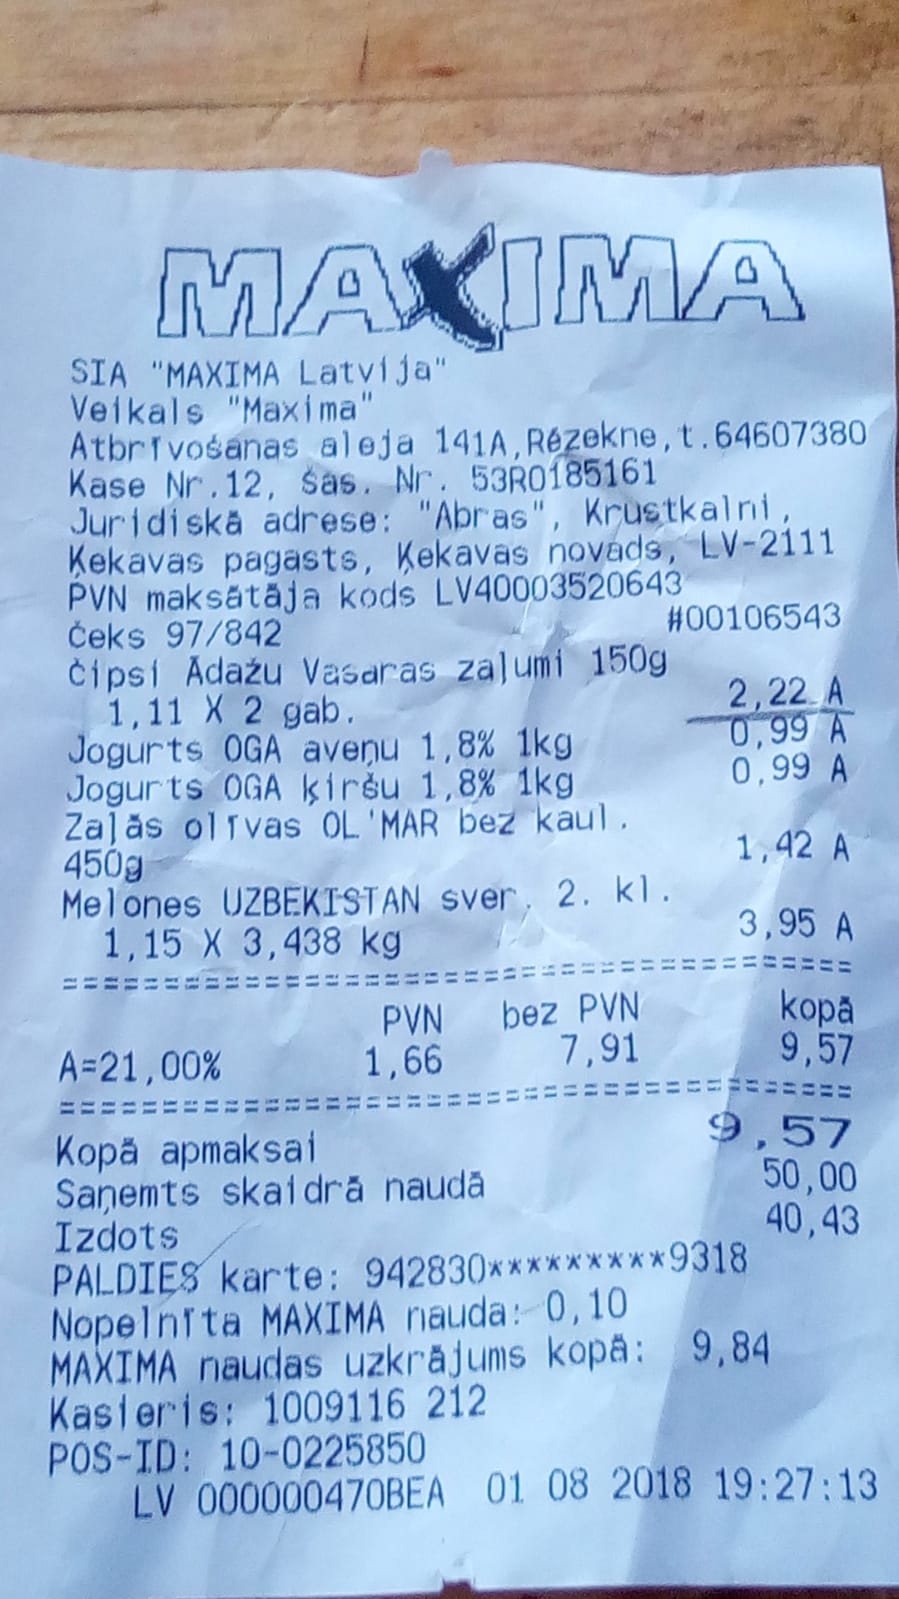 MAXIMA
SIA "MAXIMA Latvija"
Veikals "Maxima"
Atbrīvošanas aleja 141A,Rēzekne,t.64607380
Kase Nr.12, Šas. Nr. 53R0185161
Juridiskā adrese: "Abras", Krustkalni,
Ķekavas pagasts, Ķekavas novads, LV-2111
PVN maksātāja kods LV40003520643
Čeks 97/842 #00106543
Čipsi Ādažu Vasaras zaļumi 150g
1,11 X 2 gab. 2,22 A
Jogurts OGA aveņu 1,8% 1kg 0,99 A
Jogurts OGA ķiršu 1,8% 1kg 0,99 A
Zaļās olīvas OL'MAR bez kaul.
450g 1,42 A
Melones UZBEKISTAN sver. 2. kl.
1,15 X 3,438 kg 3,95 A
================================================
PVN bez PVN kopā
A=21,00% 1,66 7,91 9,57
================================================
Kopā apmaksai 9,57
Saņemts skaidrā naudā 50,00
Izdots 40,43
PALDIES karte: 942830*********9318
Nopelnīta MAXIMA nauda: 0,10
MAXIMA naudas uzkrājums kopā: 9,84
Kasieris: 1009116 212
POS-ID: 10-0225850
LV 000000470BEA 01 08 2018 19:27:13